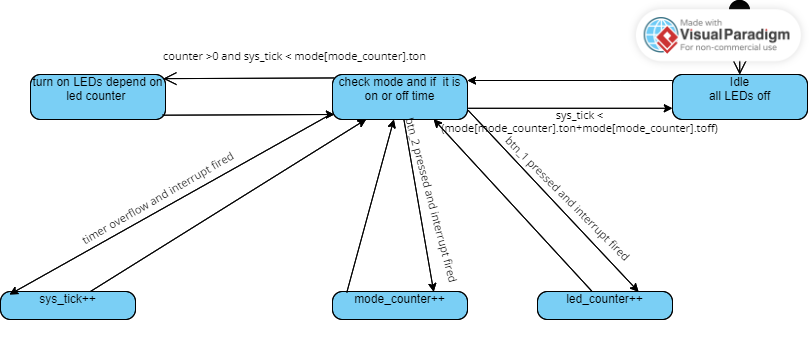 Made with
VisualParadigm
For non-commercial use
counter >0 and sys_tick < mode[mode_counter].ton
turn on LEDs depend on
led counter
check mode and if it is
on or off time
Idle
all LEDs off
sys_tick <
(mode[mode_counter].ton+mode[mode_counter].toff)
timer overflow and interrupt fired
btn_2 pressed and interrupt fired
btn_1 pressed and interrupt fired
sys_tick++
mode_counter++
led_counter++